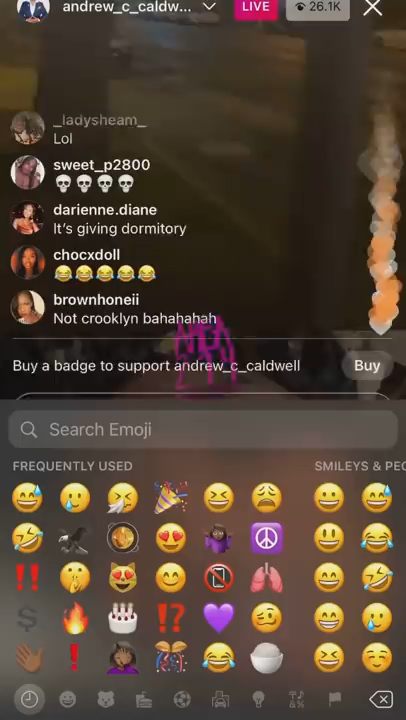 andrew_c_caldw...
LIVE
26.1K
_ladysheam_
Lol
sweet_p2800
💀💀💀💀
darienne.diane
It's giving dormitory
chocxdoll
😂😂😂😂😂
brownhoneii
Not crooklyn bahahahah
Buy a badge to support andrew_c_caldwell
Buy
Search Emoji
FREQUENTLY USED
SMILEYS & PEO